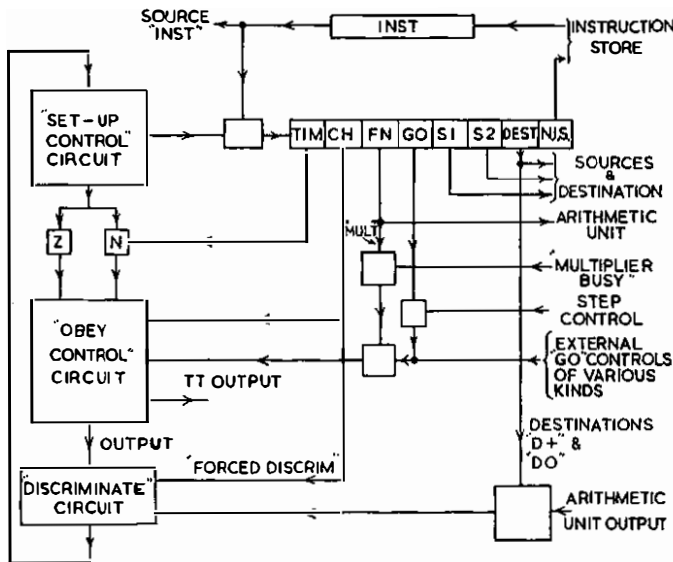 SOURCE
"INST"
INST
INSTRUCTION
STORE
"SET-UP
CONTROL"
CIRCUIT
TIM CH FN GO S1 S2 DEST. N.I.S.
SOURCES
&
DESTINATION
ARITHMETIC
UNIT
"MULT"
Z N
"MULTIPLIER
BUSY"
STEP
CONTROL
"OBEY
CONTROL"
CIRCUIT
TT OUTPUT
EXTERNAL
"GO" CONTROLS
OF VARIOUS
KINDS
OUTPUT
DESTINATIONS
"D+" &
"DO"
"FORCED DISCRIM"
"DISCRIMINATE"
CIRCUIT
ARITHMETIC
UNIT OUTPUT